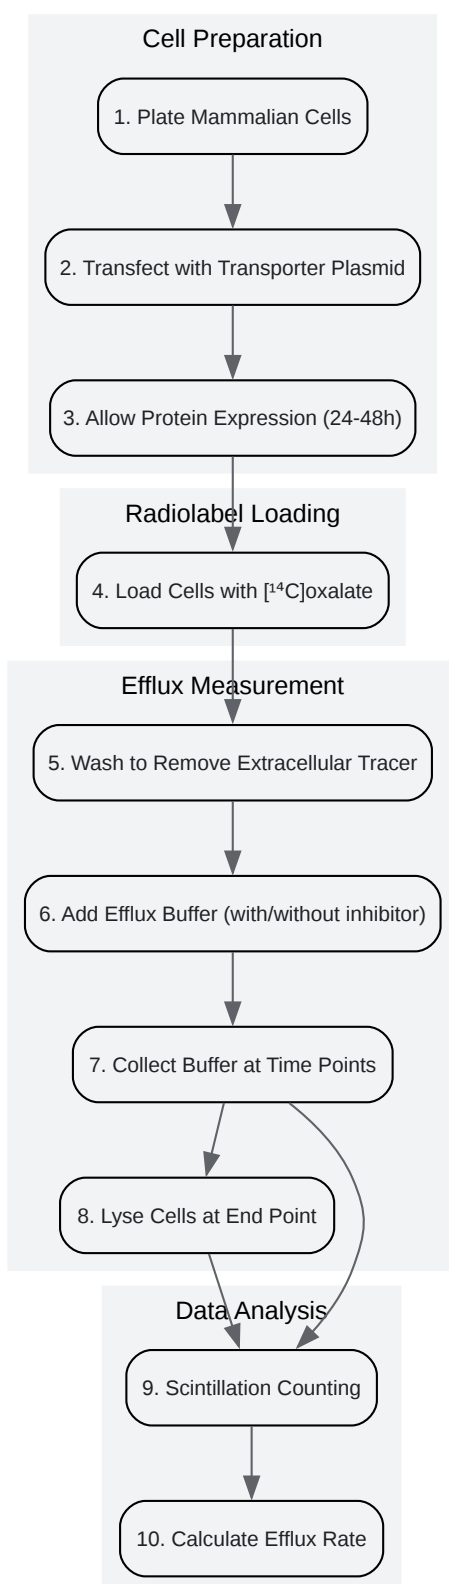 Cell Preparation
1. Plate Mammalian Cells
2. Transfect with Transporter Plasmid
3. Allow Protein Expression (24-48h)
Radiolabel Loading
4. Load Cells with [¹⁴C]oxalate
Efflux Measurement
5. Wash to Remove Extracellular Tracer
6. Add Efflux Buffer (with/without inhibitor)
7. Collect Buffer at Time Points
8. Lyse Cells at End Point
Data Analysis
9. Scintillation Counting
10. Calculate Efflux Rate